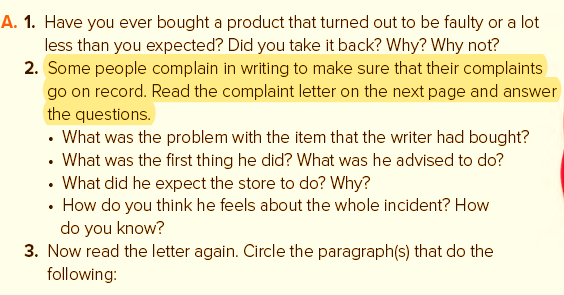 A. 1. Have you ever bought a product that turned out to be faulty or a lot
less than you expected? Did you take it back? Why? Why not?
2. Some people complain in writing to make sure that their complaints
go on record. Read the complaint letter on the next page and answer
the questions.
• What was the problem with the item that the writer had bought?
• What was the first thing he did? What was he advised to do?
• What did he expect the store to do? Why?
• How do you think he feels about the whole incident? How
do you know?
3. Now read the letter again. Circle the paragraph(s) that do the
following: